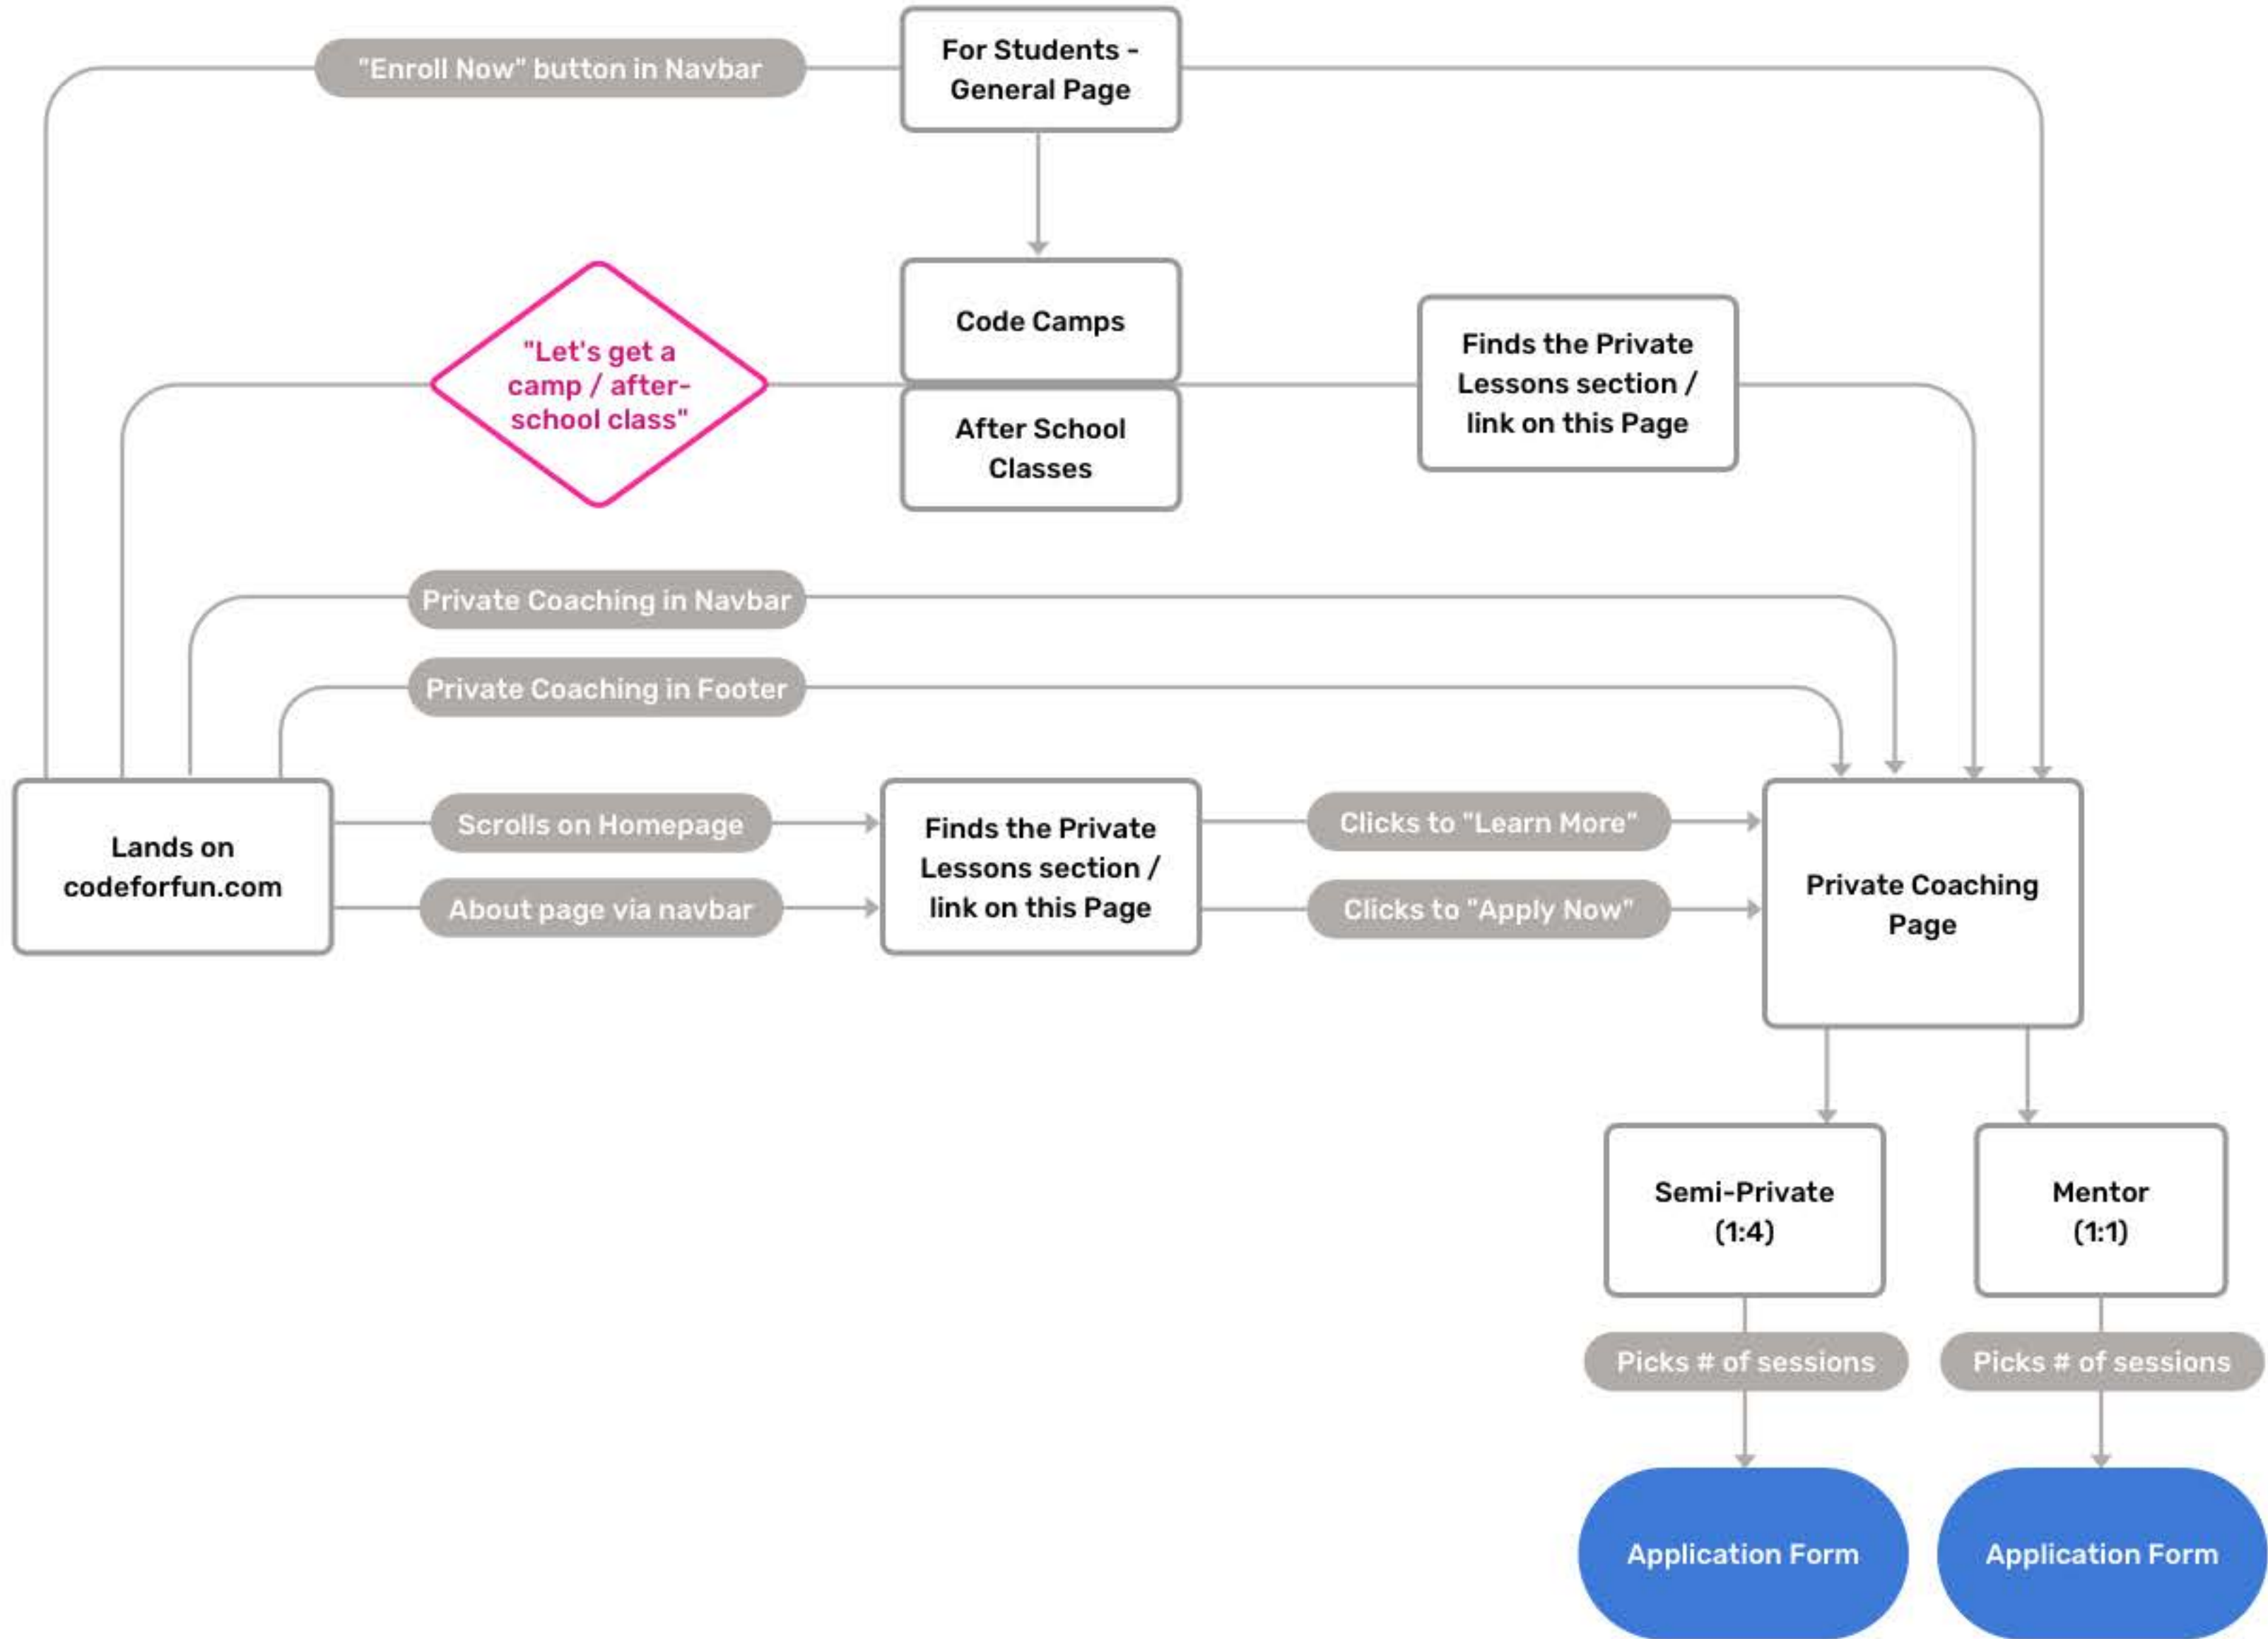 "Enroll Now" button in Navbar
For Students -
General Page
Code Camps
"Let's get a
camp / after-
school class"
After School
Classes
Finds the Private
Lessons section /
link on this Page
Private Coaching in Navbar
Private Coaching in Footer
Lands on
codeforfun.com
Scrolls on Homepage
About page via navbar
Finds the Private
Lessons section /
link on this Page
Clicks to "Learn More"
Clicks to "Apply Now"
Private Coaching
Page
Semi-Private
(1:4)
Mentor
(1:1)
Picks # of sessions
Picks # of sessions
Application Form
Application Form